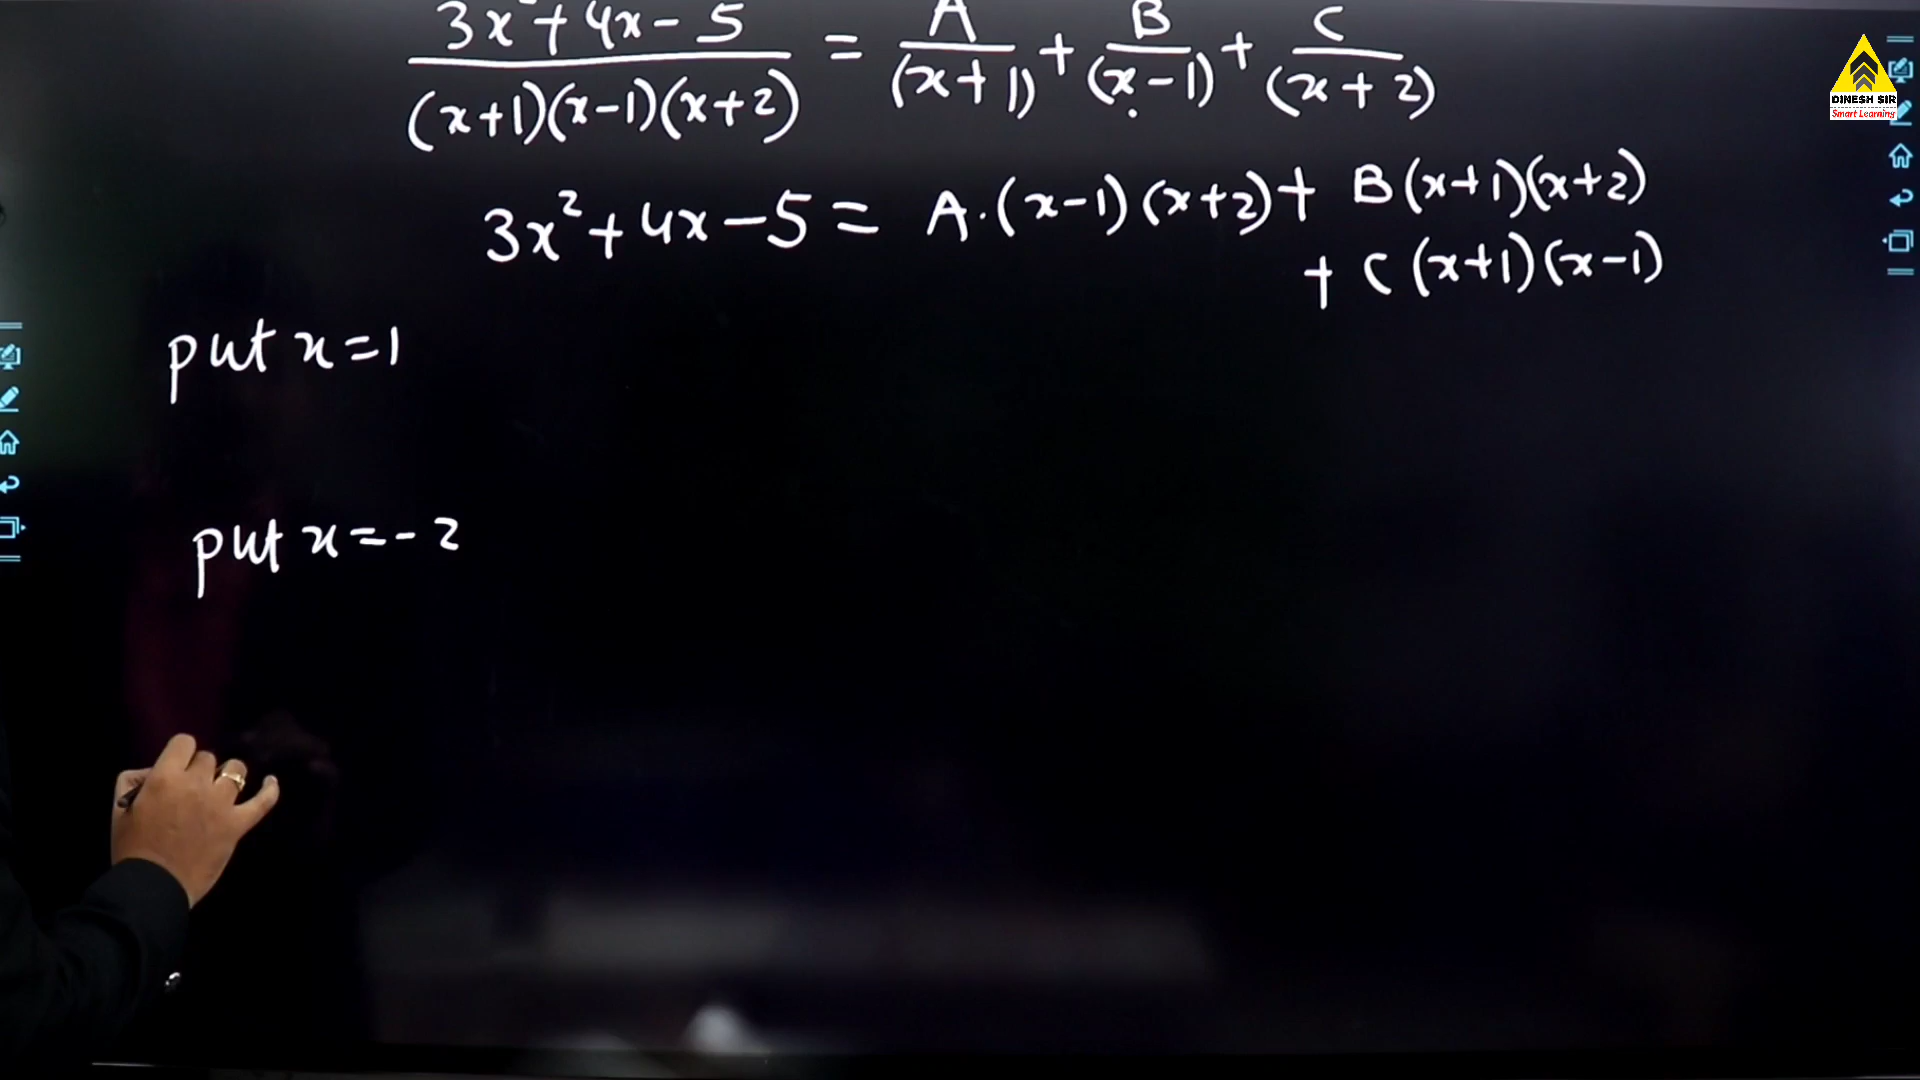 3x²+4x-5 / (x+1)(x-1)(x+2) = A/(x+1) + B/(x-1) + C/(x+2)
3x²+4x-5 = A.(x-1)(x+2) + B(x+1)(x+2)
+ C(x+1)(x-1)
put x=1
put x=-2
DINESH SIR
Smart Learning